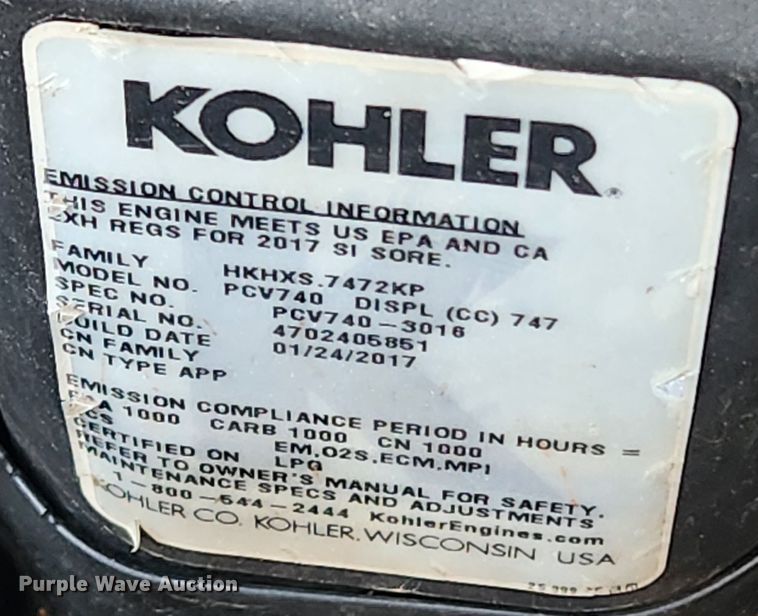 KOHLER®
EMISSION CONTROL INFORMATION
THIS ENGINE MEETS US EPA AND CA
EXH REGS FOR 2017 SI SORE.
FAMILY HKHXS.7472KP
MODEL NO. PCV740 DISPL (CC) 747
SPEC NO. PCV740-3016
SERIAL NO. 4702405851
BUILD DATE 01/24/2017
CN FAMILY
CN TYPE APP
EMISSION COMPLIANCE PERIOD IN HOURS =
EPA 1000 CARB 1000 CN 1000
ECS EM,O2S,ECM,MPI
CERTIFIED ON LPG
REFER TO OWNER'S MANUAL FOR SAFETY,
MAINTENANCE SPECS AND ADJUSTMENTS
1-800-544-2444 KohlerEngines.com
KOHLER CO. KOHLER, WISCONSIN USA
Purple Wave Auction